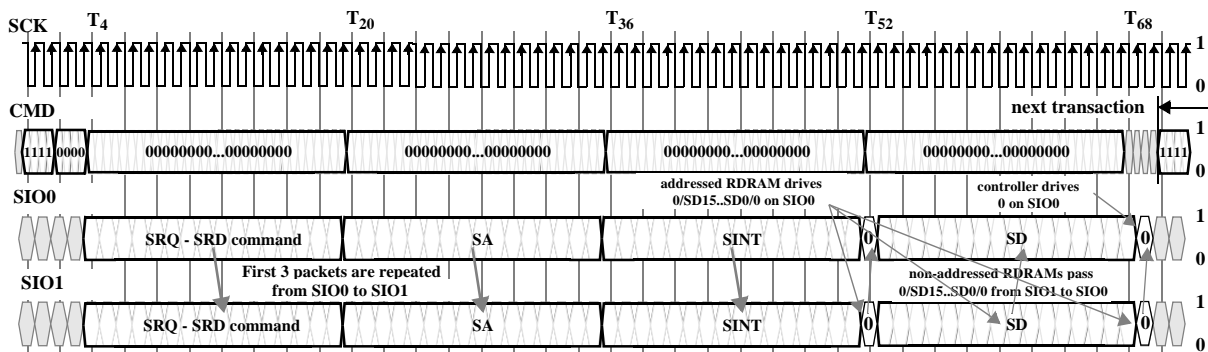 T4 T20 T36 T52 T68
SCK
1
0
CMD
next transaction
1
1111 0000 00000000...00000000 00000000...00000000 00000000...00000000 00000000...00000000 1111
0
SIO0
addressed RDRAM drives
0/SD15..SD0/0 on SIO0
controller drives
0 on SIO0
1
SRQ - SRD command SA SINT 0 SD 0
0
SIO1
First 3 packets are repeated
from SIO0 to SIO1
non-addressed RDRAMs pass
0/SD15..SD0/0 from SIO1 to SIO0
1
SRQ - SRD command SA SINT 0 SD 0
0